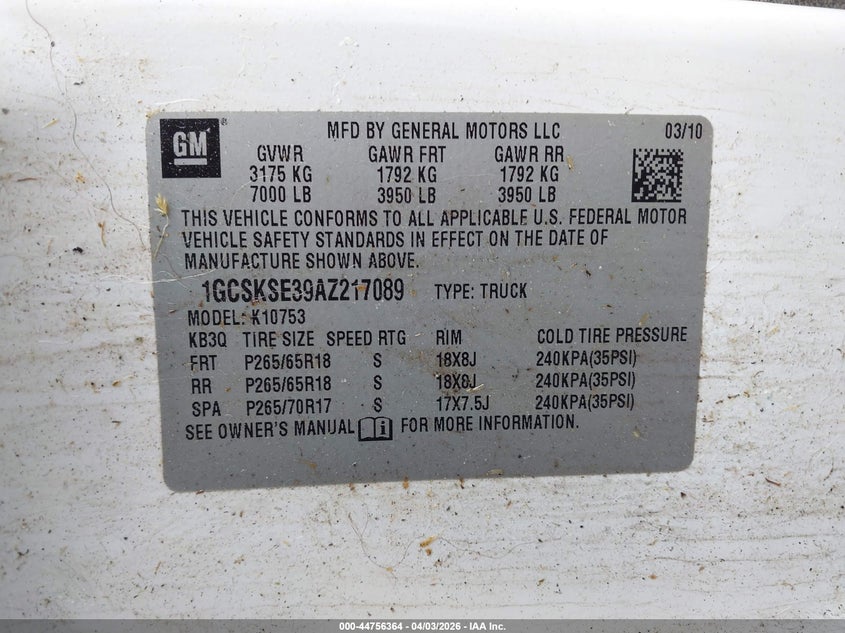 GM ®
MFD BY GENERAL MOTORS LLC 03/10
GVWR GAWR FRT GAWR RR
3175 KG 1792 KG 1792 KG
7000 LB 3950 LB 3950 LB
THIS VEHICLE CONFORMS TO ALL APPLICABLE U.S. FEDERAL MOTOR
VEHICLE SAFETY STANDARDS IN EFFECT ON THE DATE OF
MANUFACTURE SHOWN ABOVE.
1GCSKSE39AZ217089 TYPE: TRUCK
MODEL: K10753
KB3Q TIRE SIZE SPEED RTG RIM COLD TIRE PRESSURE
FRT P265/65R18 S 18X8J 240KPA(35PSI)
RR P265/65R18 S 18X8J 240KPA(35PSI)
SPA P265/70R17 S 17X7.5J 240KPA(35PSI)
SEE OWNER'S MANUAL i FOR MORE INFORMATION.
000-44756364 - 04/03/2026 - IAA Inc.